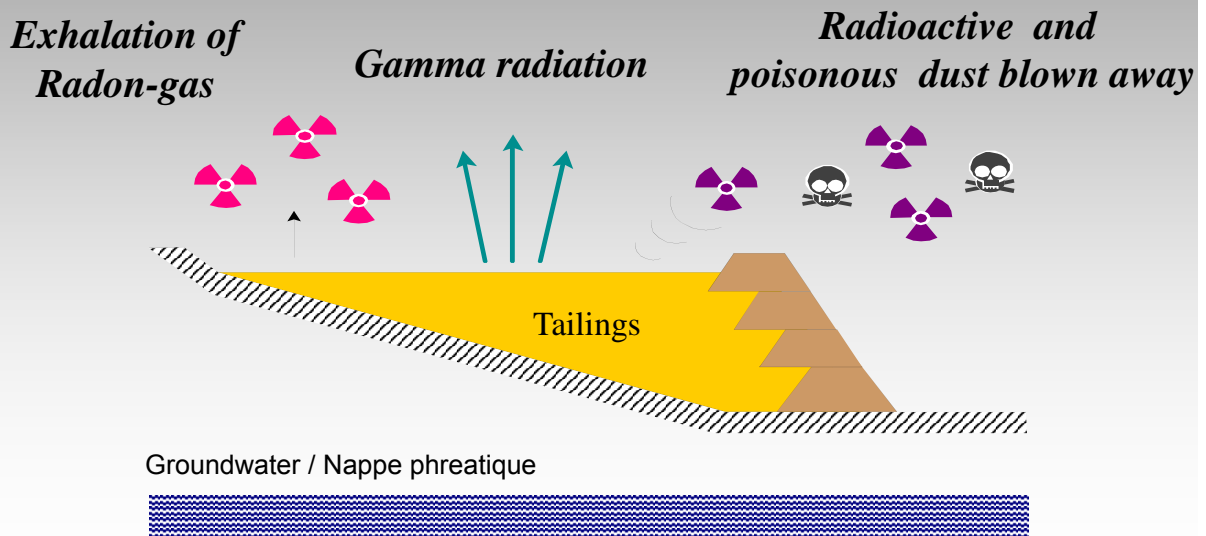 Exhalation of
Radon-gas
Gamma radiation
Radioactive and
poisonous dust blown away
Tailings
Groundwater / Nappe phreatique